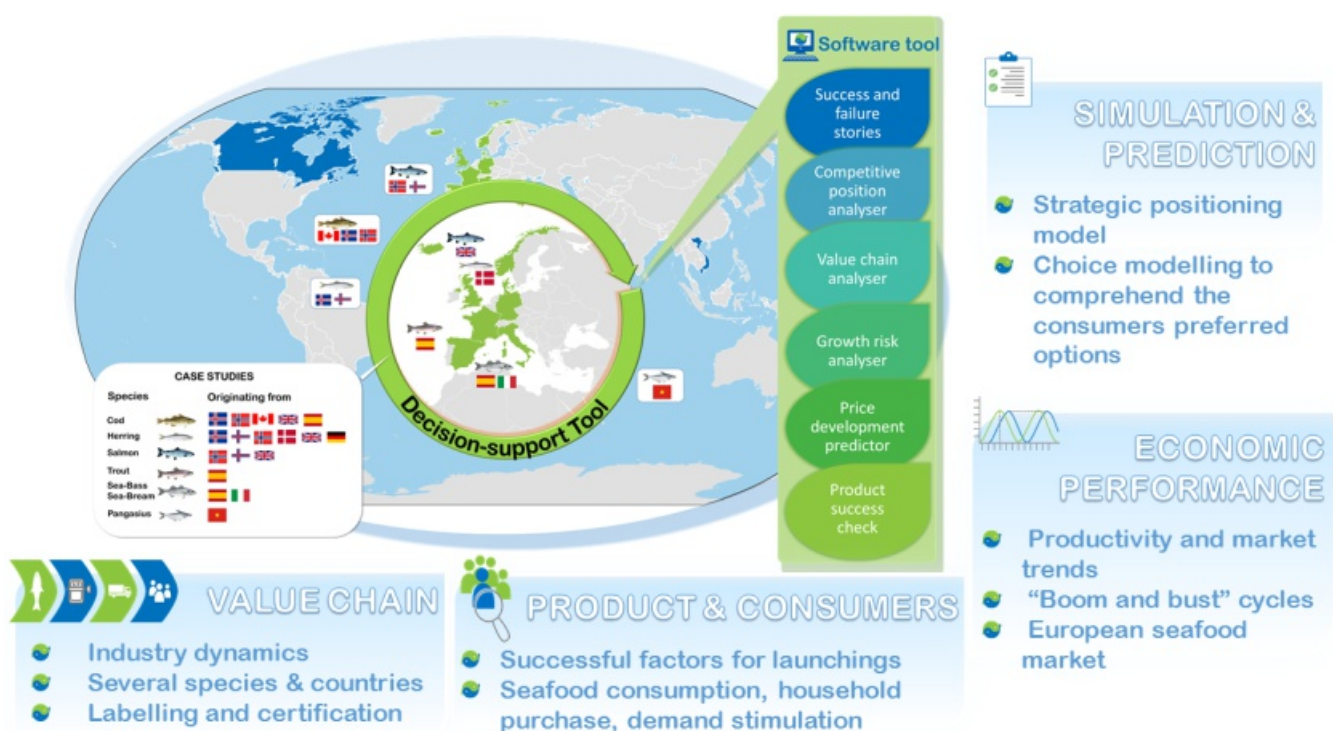 Software tool
Success and
failure
stories
Competitive
position
analyser
Value chain
analyser
Growth risk
analyser
Price
development
predictor
Product
success
check
Decision-support Tool
CASE STUDIES
Species Originating from
Cod
Herring
Salmon
Trout
Sea-Bass
Sea-Bream
Pangasius
SIMULATION &
PREDICTION
Strategic positioning
model
Choice modelling to
comprehend the
consumers preferred
options
ECONOMIC
PERFORMANCE
Productivity and market
trends
“Boom and bust” cycles
European seafood
market
VALUE CHAIN
Industry dynamics
Several species & countries
Labelling and certification
PRODUCT & CONSUMERS
Successful factors for launchings
Seafood consumption, household
purchase, demand stimulation